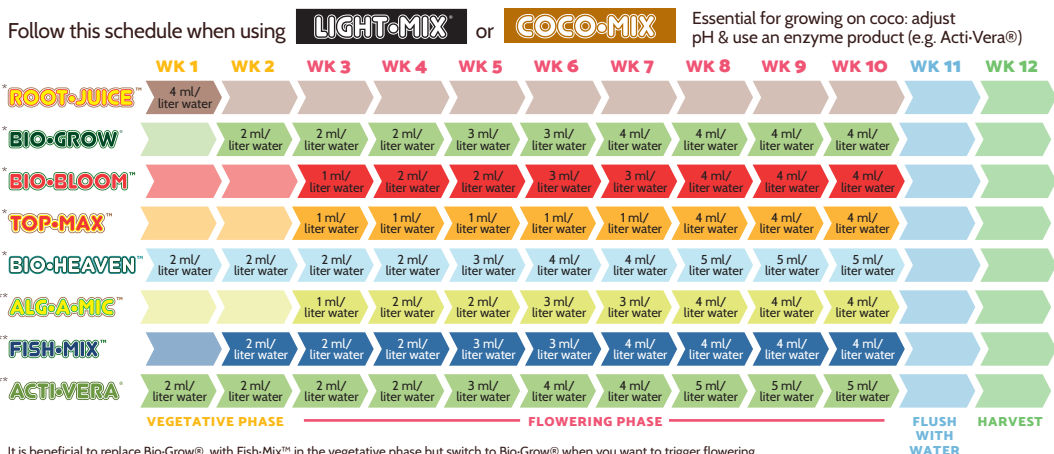 Follow this schedule when using LIGHT•MIX® or COCO•MIX Essential for growing on coco: adjust
pH & use an enzyme product (e.g. Acti•Vera®)
WK 1 WK 2 WK 3 WK 4 WK 5 WK 6 WK 7 WK 8 WK 9 WK 10 WK 11 WK 12
*ROOT•JUICE™ 4 ml/
liter water
*BIO•GROW® 2 ml/ 2 ml/ 2 ml/ 3 ml/ 3 ml/ 4 ml/ 4 ml/ 4 ml/ 4 ml/
liter water liter water liter water liter water liter water liter water liter water liter water liter water
*BIO•BLOOM™ 1 ml/ 2 ml/ 2 ml/ 3 ml/ 3 ml/ 4 ml/ 4 ml/ 4 ml/
liter water liter water liter water liter water liter water liter water liter water liter water
*TOP•MAX™ 1 ml/ 1 ml/ 1 ml/ 1 ml/ 1 ml/ 4 ml/ 4 ml/ 4 ml/
liter water liter water liter water liter water liter water liter water liter water liter water
*BIO•HEAVEN™ 2 ml/ 2 ml/ 2 ml/ 2 ml/ 3 ml/ 4 ml/ 4 ml/ 5 ml/ 5 ml/ 5 ml/
liter water liter water liter water liter water liter water liter water liter water liter water liter water liter water
**ALG•A•MIC™ 1 ml/ 2 ml/ 2 ml/ 3 ml/ 3 ml/ 4 ml/ 4 ml/ 4 ml/
liter water liter water liter water liter water liter water liter water liter water liter water
**FISH•MIX™ 2 ml/ 2 ml/ 2 ml/ 3 ml/ 3 ml/ 4 ml/ 4 ml/ 4 ml/ 4 ml/
liter water liter water liter water liter water liter water liter water liter water liter water liter water
**ACTI•VERA® 2 ml/ 2 ml/ 2 ml/ 2 ml/ 3 ml/ 4 ml/ 4 ml/ 5 ml/ 5 ml/ 5 ml/
liter water liter water liter water liter water liter water liter water liter water liter water liter water liter water
VEGETATIVE PHASE FLOWERING PHASE FLUSH HARVEST
WITH
WATER
It is beneficial to replace Bio•Grow® with Fish•Mix™ in the vegetative phase but switch to Bio•Grow® when you want to trigger flowering